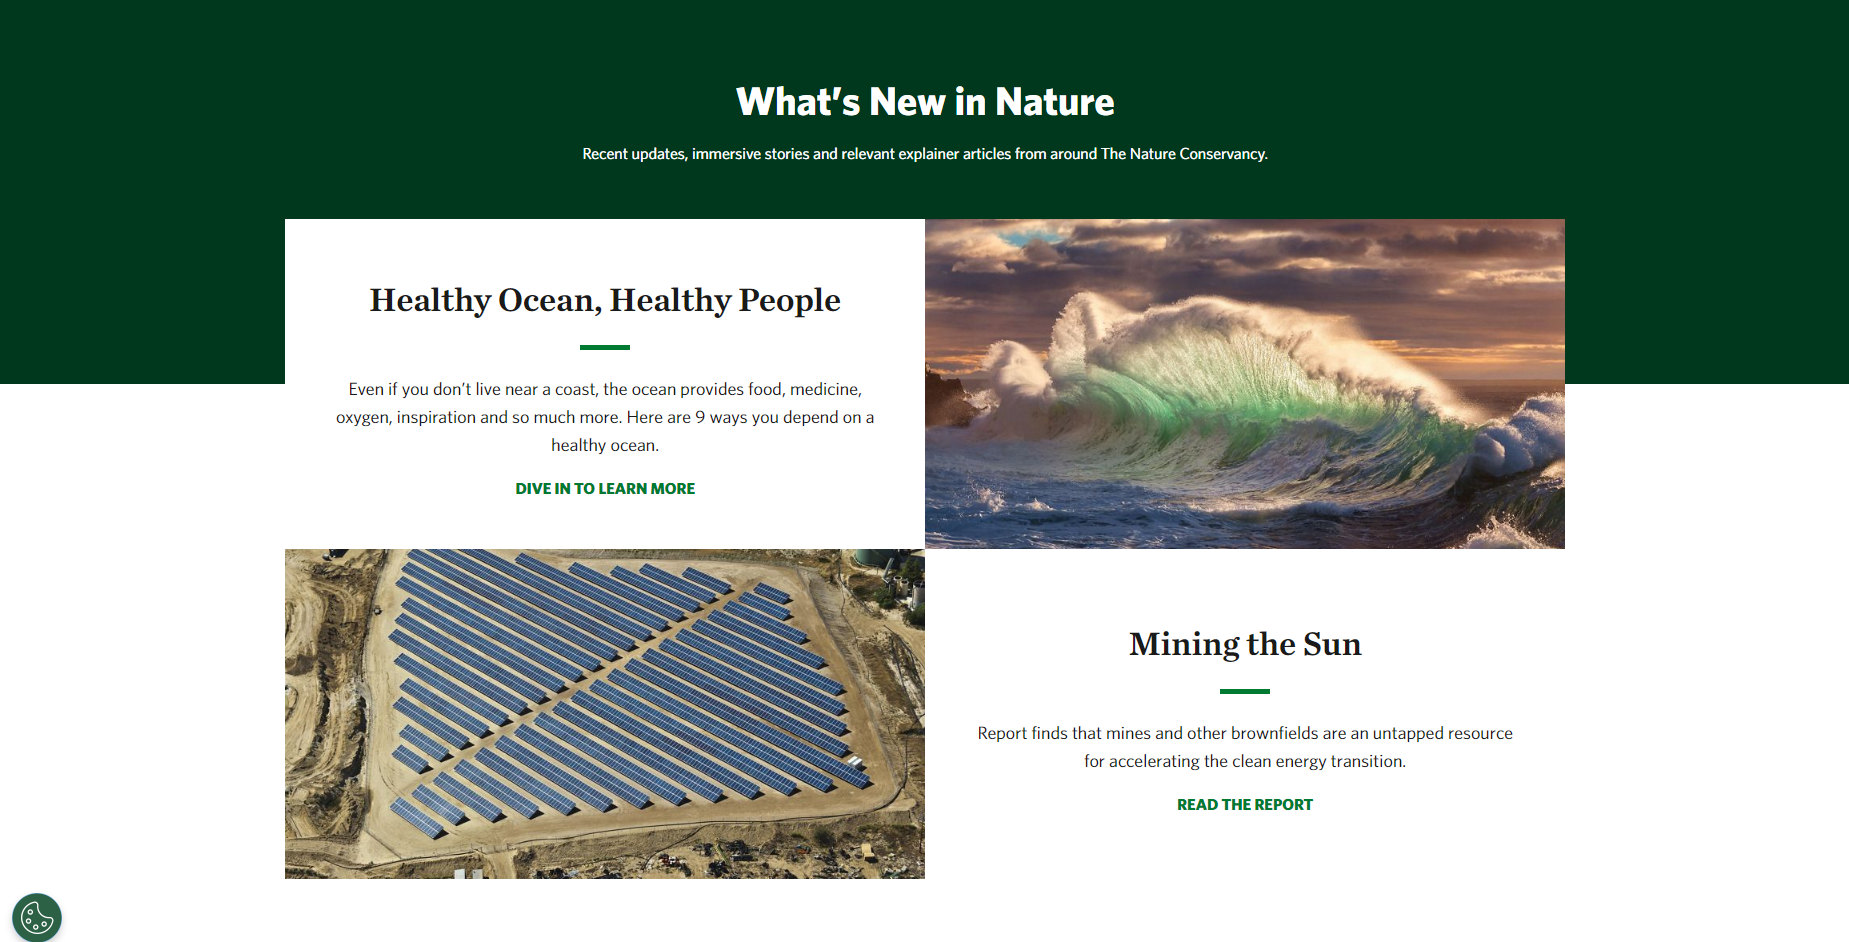 What's New in Nature
Recent updates, immersive stories and relevant explainer articles from around The Nature Conservancy.
Healthy Ocean, Healthy People
Even if you don't live near a coast, the ocean provides food, medicine,
oxygen, inspiration and so much more. Here are 9 ways you depend on a
healthy ocean.
DIVE IN TO LEARN MORE
Mining the Sun
Report finds that mines and other brownfields are an untapped resource
for accelerating the clean energy transition.
READ THE REPORT